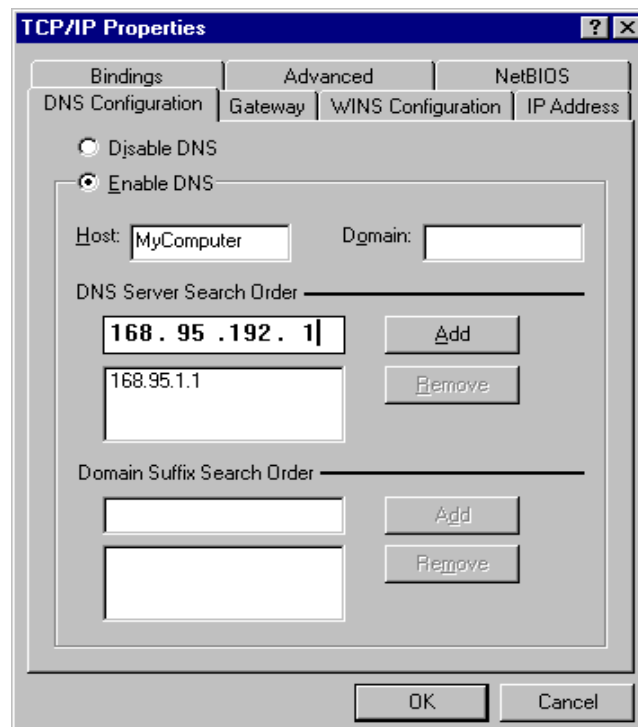 TCP/IP Properties
Bindings Advanced NetBIOS
DNS Configuration Gateway WINS Configuration IP Address
Disable DNS
Enable DNS
Host: MyComputer Domain:
DNS Server Search Order
168 . 95 .192 . 1 Add
168.95.1.1 Remove
Domain Suffix Search Order
Add
Remove
OK Cancel